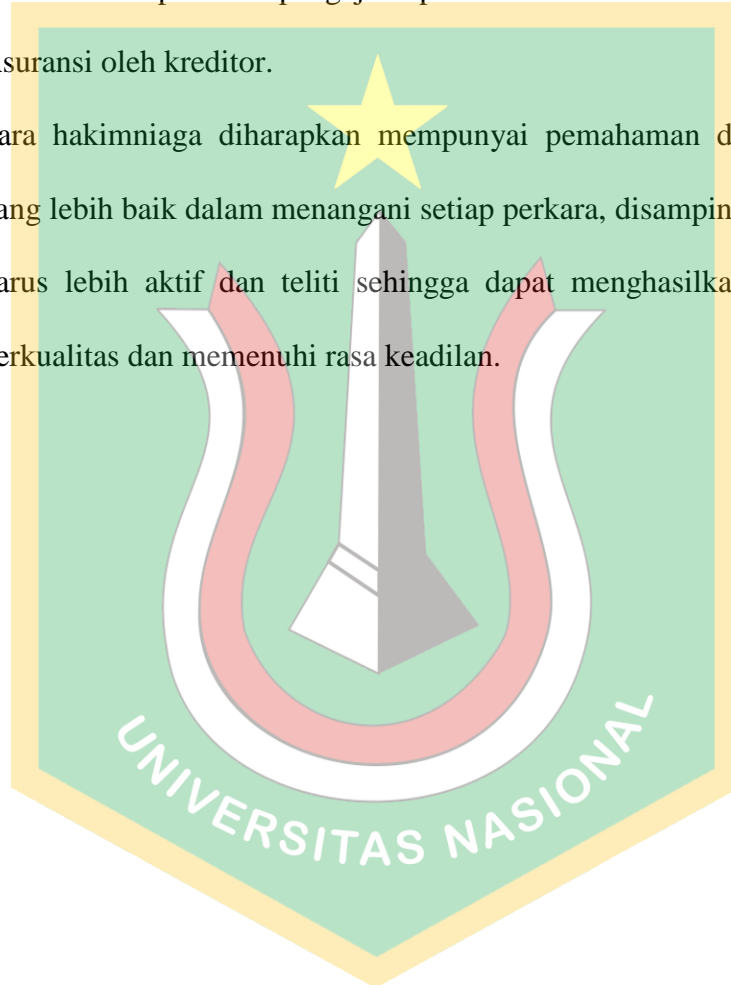 suransi oleh kreditor.
ara hakimniaga diharapkan mempunyai pemahaman d
ang lebih baik dalam menangani setiap perkara, disampin
arus lebih aktif dan teliti sehingga dapat menghasilka
erkualitas dan memenuhi rasa keadilan.
UNIVERSITAS NASIONAL